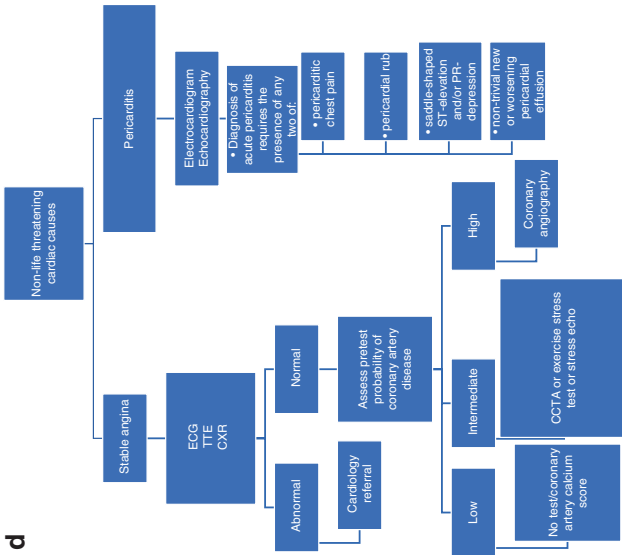 d
Non-life threatening
cardiac causes
Stable angina
Pericarditis
ECG
TTE
CXR
Electrocardiogram
Echocardiography
• Diagnosis of
acute pericarditis
requires the
presence of any
two of:
• pericarditic
chest pain
• pericardial rub
• saddle-shaped
ST-elevation
and/or PR-
depression
• non-trivial new
or worsening
pericardial
effusion
Abnormal
Normal
Cardiology
referral
Assess pretest
probability of
coronary artery
disease
Low
Intermediate
High
No test/coronary
artery calcium
score
CCTA or exercise stress
test or stress echo
Coronary
angiography